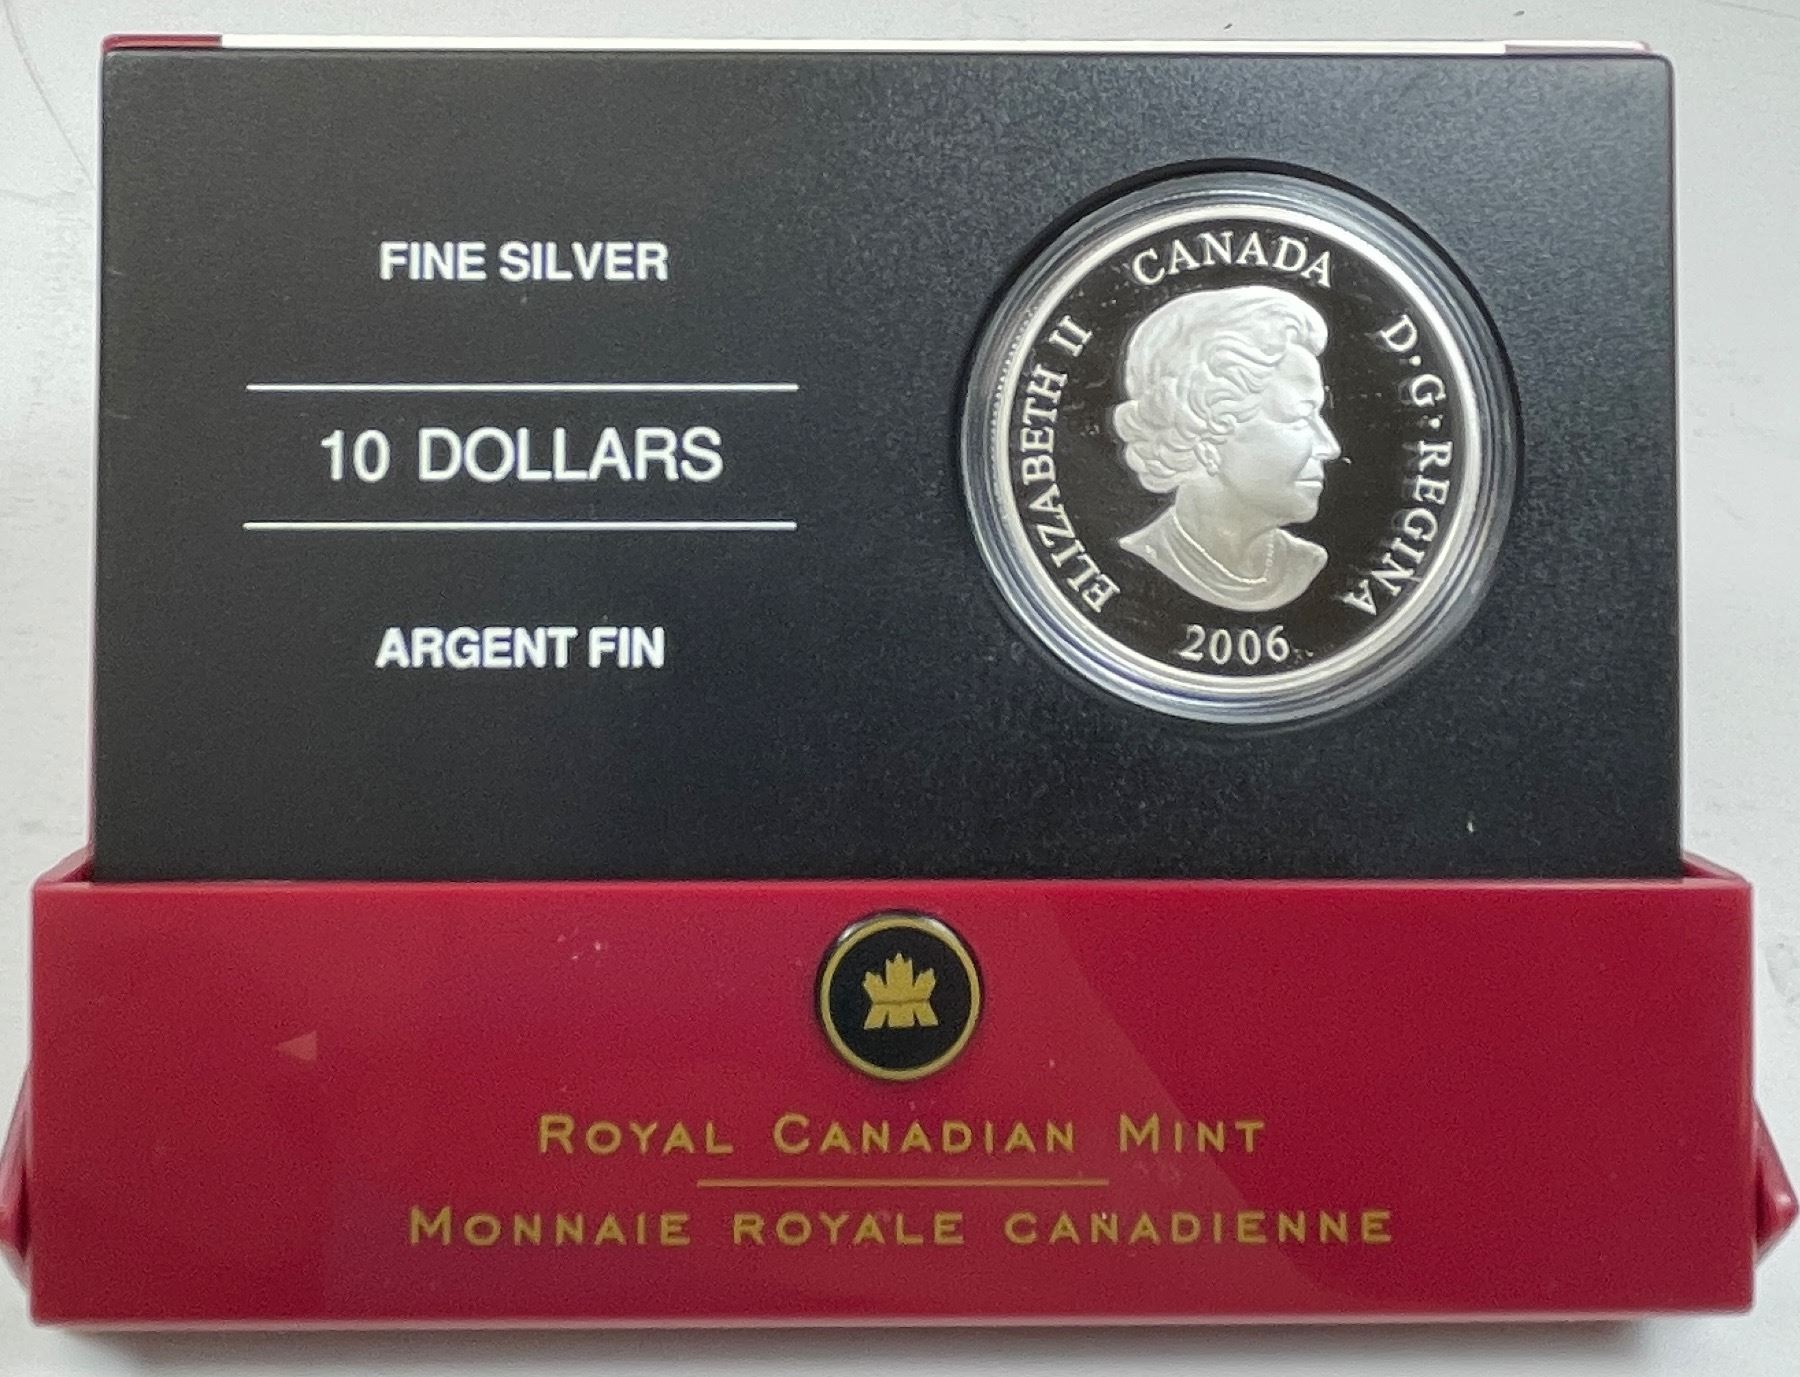 FINE SILVER
10 DOLLARS
ARGENT FIN
ELIZABETH II CANADA D·G·REGINA
2006
ROYAL CANADIAN MINT
MONNAIE ROYALE CANADIENNE